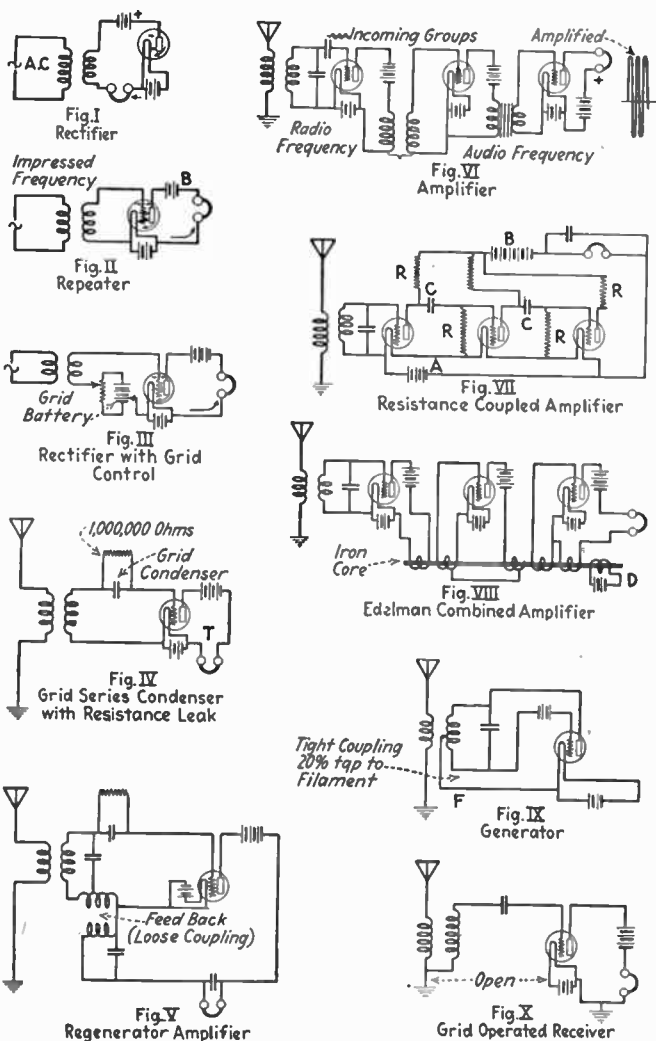 A.C
+
Fig. I
Rectifier
Impressed
Frequency
B
Fig. II
Repeater
Grid
Battery
Fig. III
Rectifier with Grid
Control
1,000,000 Ohms
Grid
Condenser
T
Fig. IV
Grid Series Condenser
with Resistance Leak
Feed Back
(Loose Coupling)
Fig. V
Regenerator Amplifier
Incoming Groups
Amplified
+
Radio
Frequency
Audio Frequency
Fig. VI
Amplifier
B
R
C
R
C
R
R
A
Fig. VII
Resistance Coupled Amplifier
Iron
Core
D
Fig. VIII
Edelman Combined Amplifier
Tight Coupling
20% tap to
Filament
F
Fig. IX
Generator
Open
Fig. X
Grid Operated Receiver